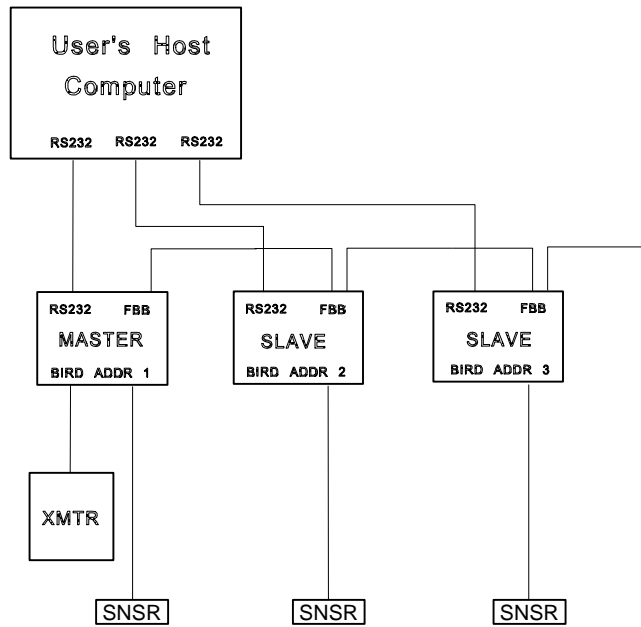 User's Host
Computer
RS232 RS232 RS232
RS232 FBB
MASTER
BIRD ADDR 1
RS232 FBB
SLAVE
BIRD ADDR 2
RS232 FBB
SLAVE
BIRD ADDR 3
XMTR
SNSR
SNSR
SNSR